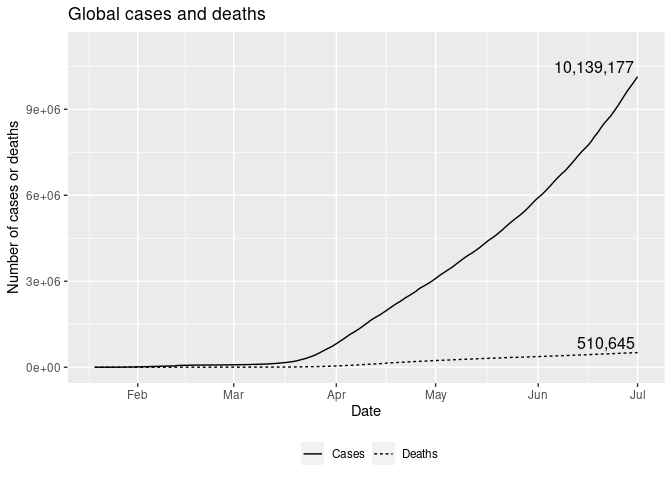 Global cases and deaths
10,139,177
9e+06
6e+06
3e+06
510,645
0e+00
Number of cases or deaths
Feb Mar Apr May Jun Jul
Date
Cases Deaths